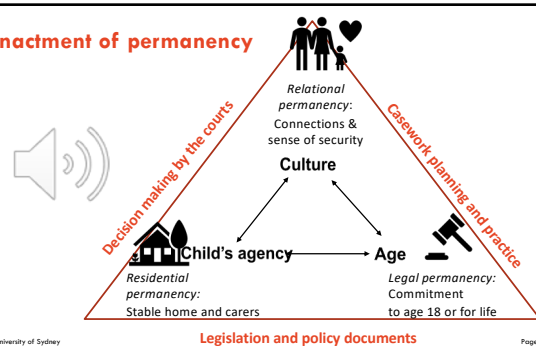 nactment of permanency
Relational
permanency:
Connections &
sense of security
Decision making by the courts
Casework planning and practice
Culture
Child's agency
Age
Residential
permanency:
Stable home and carers
Legal permanency:
Commitment
to age 18 or for life
niversity of Sydney
Legislation and policy documents
Page